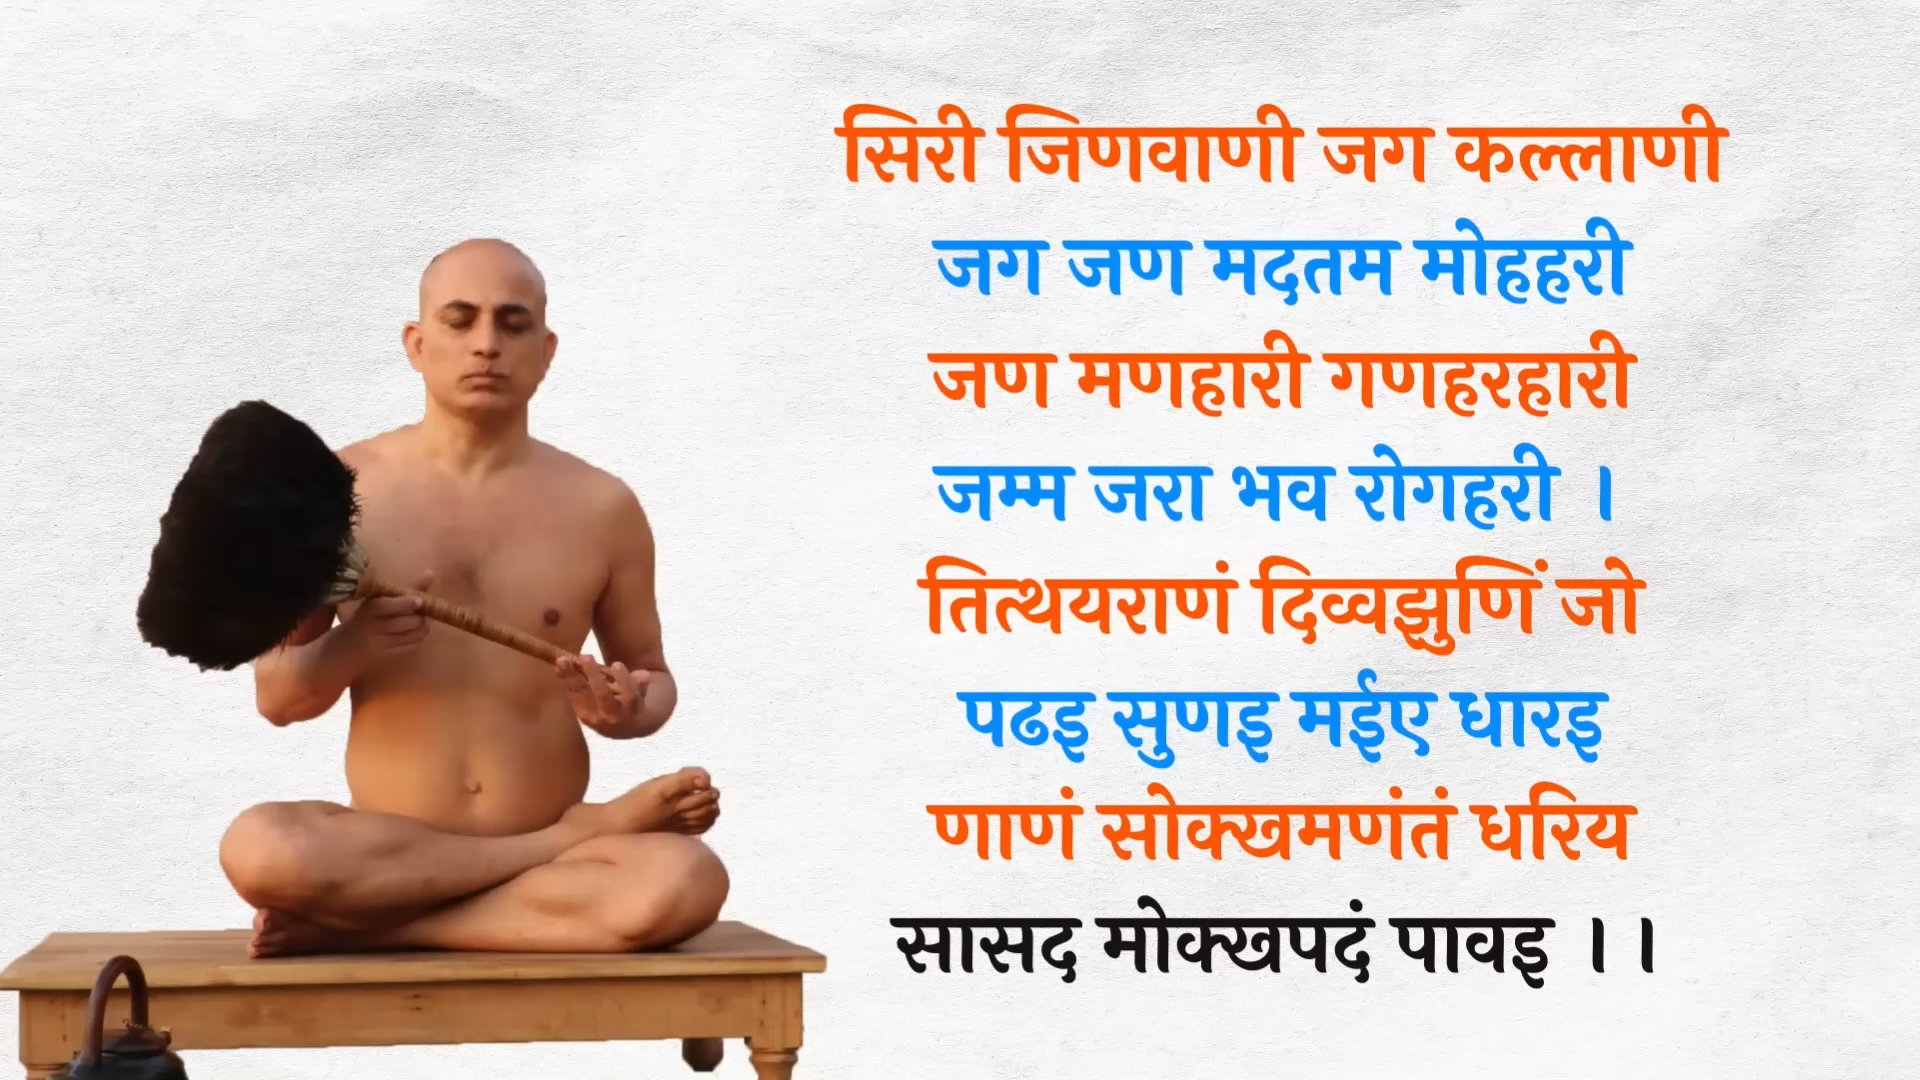 सिरी जिणवाणी जग कल्लाणी
जग जण मदतम मोहहरी
जण मणहारी गणहरहारी
जम्म जरा भव रोगहरी ।
तित्थयराणं दिव्वझुणिं जो
पढइ सुणइ मईए धारइ
णाणं सोक्खमणंतं धरिय
सासद मोक्खपदं पावइ ।।